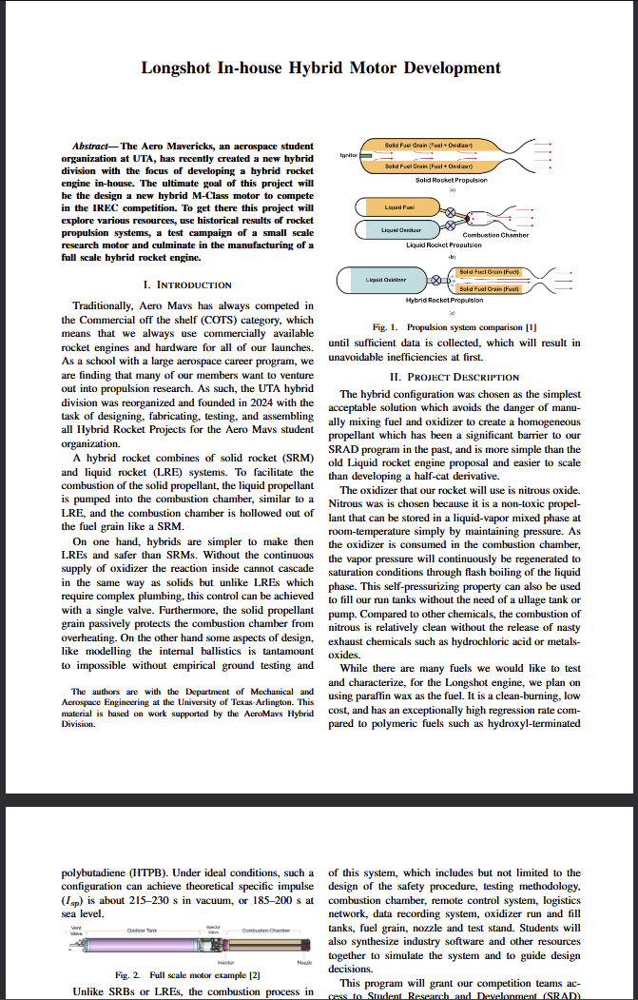 Longshot In-house Hybrid Motor Development
Abstract— The Aero Mavericks, an aerospace student
organization at UTA, has recently created a new hybrid
division with the focus of developing a hybrid rocket
engine in-house. The ultimate goal of this project will
be the design a new hybrid M-Class motor to compete
in the IREC competition. To get there this project will
explore various resources, use historical results of rocket
propulsion systems, a test campaign of a small scale
research motor and culminate in the manufacturing of a
full scale hybrid rocket engine.
I. Introduction
Traditionally, Aero Mavs has always competed in
the Commercial off the shelf (COTS) category, which
means that we always use commercially available
rocket engines and hardware for all of our launches.
As a school with a large aerospace career program, we
are finding that many of our members want to venture
out into propulsion research. As such, the UTA hybrid
division was reorganized and founded in 2024 with the
task of designing, fabricating, testing, and assembling
all Hybrid Rocket Projects for the Aero Mavs student
organization.
A hybrid rocket combines of solid rocket (SRM)
and liquid rocket (LRE) systems. To facilitate the
combustion of the solid propellant, the liquid propellant
is pumped into the combustion chamber, similar to a
LRE, and the combustion chamber is hollowed out of
the fuel grain like a SRM.
On one hand, hybrids are simpler to make then
LREs and safer than SRMs. Without the continuous
supply of oxidizer the reaction inside cannot cascade
in the same way as solids but unlike LREs which
require complex plumbing, this control can be achieved
with a single valve. Furthermore, the solid propellant
grain passively protects the combustion chamber from
overheating. On the other hand some aspects of design,
like modelling the internal ballistics is tantamount
to impossible without empirical ground testing and
The authors are with the Department of Mechanical and
Aerospace Engineering at the University of Texas-Arlington. This
material is based on work supported by the AeroMavs Hybrid
Division.
Solid Fuel Grain (Fuel + Oxidizer)
Ignitor
Solid Fuel Grain (Fuel + Oxidizer)
Solid Rocket Propulsion
(a)
Liquid Fuel
Liquid Oxidizer
Combustion Chamber
Liquid Rocket Propulsion
(b)
Solid Fuel Grain (Fuel)
Liquid Oxidizer
Solid Fuel Grain (Fuel)
Hybrid Rocket Propulsion
(c)
Fig. 1. Propulsion system comparison [1]
until sufficient data is collected, which will result in
unavoidable inefficiencies at first.
II. Project Description
The hybrid configuration was chosen as the simplest
acceptable solution which avoids the danger of manu-
ally mixing fuel and oxidizer to create a homogeneous
propellant which has been a significant barrier to our
SRAD program in the past, and is more simple than the
old Liquid rocket engine proposal and easier to scale
than developing a half-cat derivative.
The oxidizer that our rocket will use is nitrous oxide.
Nitrous was chosen because it is a non-toxic propel-
lant that can be stored in a liquid-vapor mixed phase at
room-temperature simply by maintaining pressure. As
the oxidizer is consumed in the combustion chamber,
the vapor pressure will continuously be regenerated to
saturation conditions through flash boiling of the liquid
phase. This self-pressurizing property can also be used
to fill our run tanks without the need of a ullage tank or
pump. Compared to other chemicals, the combustion of
nitrous is relatively clean without the release of nasty
exhaust chemicals such as hydrochloric acid or metals-
oxides.
While there are many fuels we would like to test
and characterize, for the Longshot engine, we plan on
using paraffin wax as the fuel. It is a clean-burning, low
cost, and has an exceptionally high regression rate com-
pared to polymeric fuels such as hydroxyl-terminated
polybutadiene (HTPB). Under ideal conditions, such a
configuration can achieve theoretical specific impulse
(Isp) is about 215–230 s in vacuum, or 185–200 s at
sea level.
Vent Valve
Oxidizer Tank
Injector Valve
Combustion Chamber
Injector
Nozzle
Fig. 2. Full scale motor example [2]
Unlike SRBs or LREs, the combustion process in
of this system, which includes but not limited to the
design of the safety procedure, testing methodology,
combustion chamber, remote control system, logistics
network, data recording system, oxidizer run and fill
tanks, fuel grain, nozzle and test stand. Students will
also synthesize industry software and other resources
together to simulate the system and to guide design
decisions.
This program will grant our competition teams ac-
cess to Student Research and Development (SRAD)